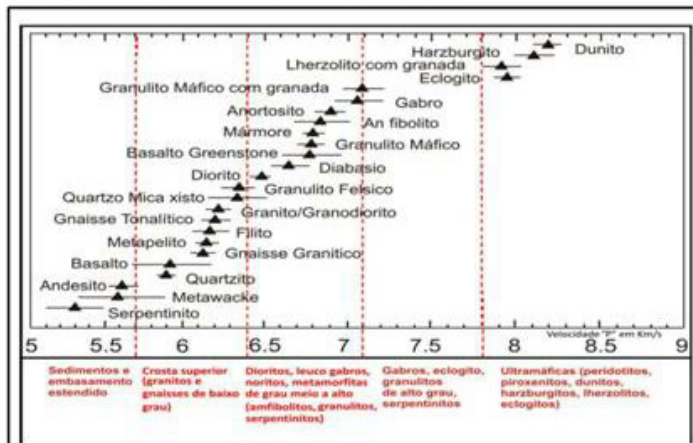 Dunito
Harzburgito
Lherzolito com granada
Eclogito
Granulito Máfico com granada
Gabro
Anortosito
An fibolito
Mármore
Granulito Máfico
Basalto Greenstone
Diabasio
Diorito
Granulito Felsico
Quartzo Mica xisto
Granito/Granodiorito
Gnaisse Tonalítico
Filito
Metapelito
Gnaisse Granitico
Basalto
Quartzito
Andesito
Metawacke
Serpentinito
Velocidade "P" em Km/s
5 5.5 6 6.5 7 7.5 8 8.5 9
Sedimentos e
embasamento
estendido
Crosta superior
(granitos e
gnaisses de baixo
grau)
Dioritos, leuco gabros,
noritos, metamorfitas
de grau meio a alto
(amfibolitos, granulitos,
serpentinitos)
Gabros, eclogito,
granulitos
de alto grau,
serpentinitos
Ultramáficas (peridotitos,
piroxenitos, dunitos,
harzburgitos, lherzolitos,
eclogitos)